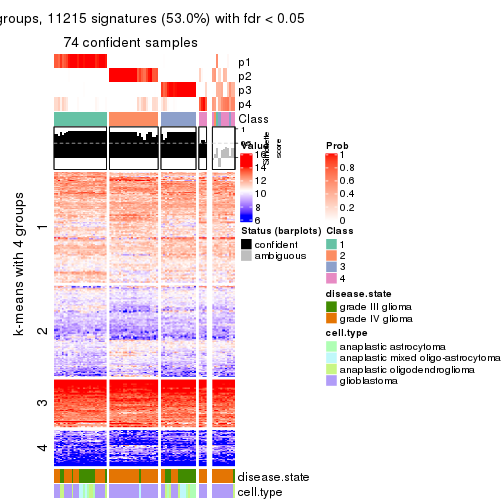 groups, 11215 signatures (53.0%) with fdr < 0.05
74 confident samples
p1
p2
p3
p4
Class
1
0
Silhouette
score
k-means with 4 groups
1
2
3
4
disease.state
cell.type
Value
16
14
12
10
8
6
Prob
1
0.8
0.6
0.4
0.2
0
Status (barplots)
confident
ambiguous
Class
1
2
3
4
disease.state
grade III glioma
grade IV glioma
cell.type
anaplastic astrocytoma
anaplastic mixed oligo-astrocytoma
anaplastic oligodendroglioma
glioblastoma